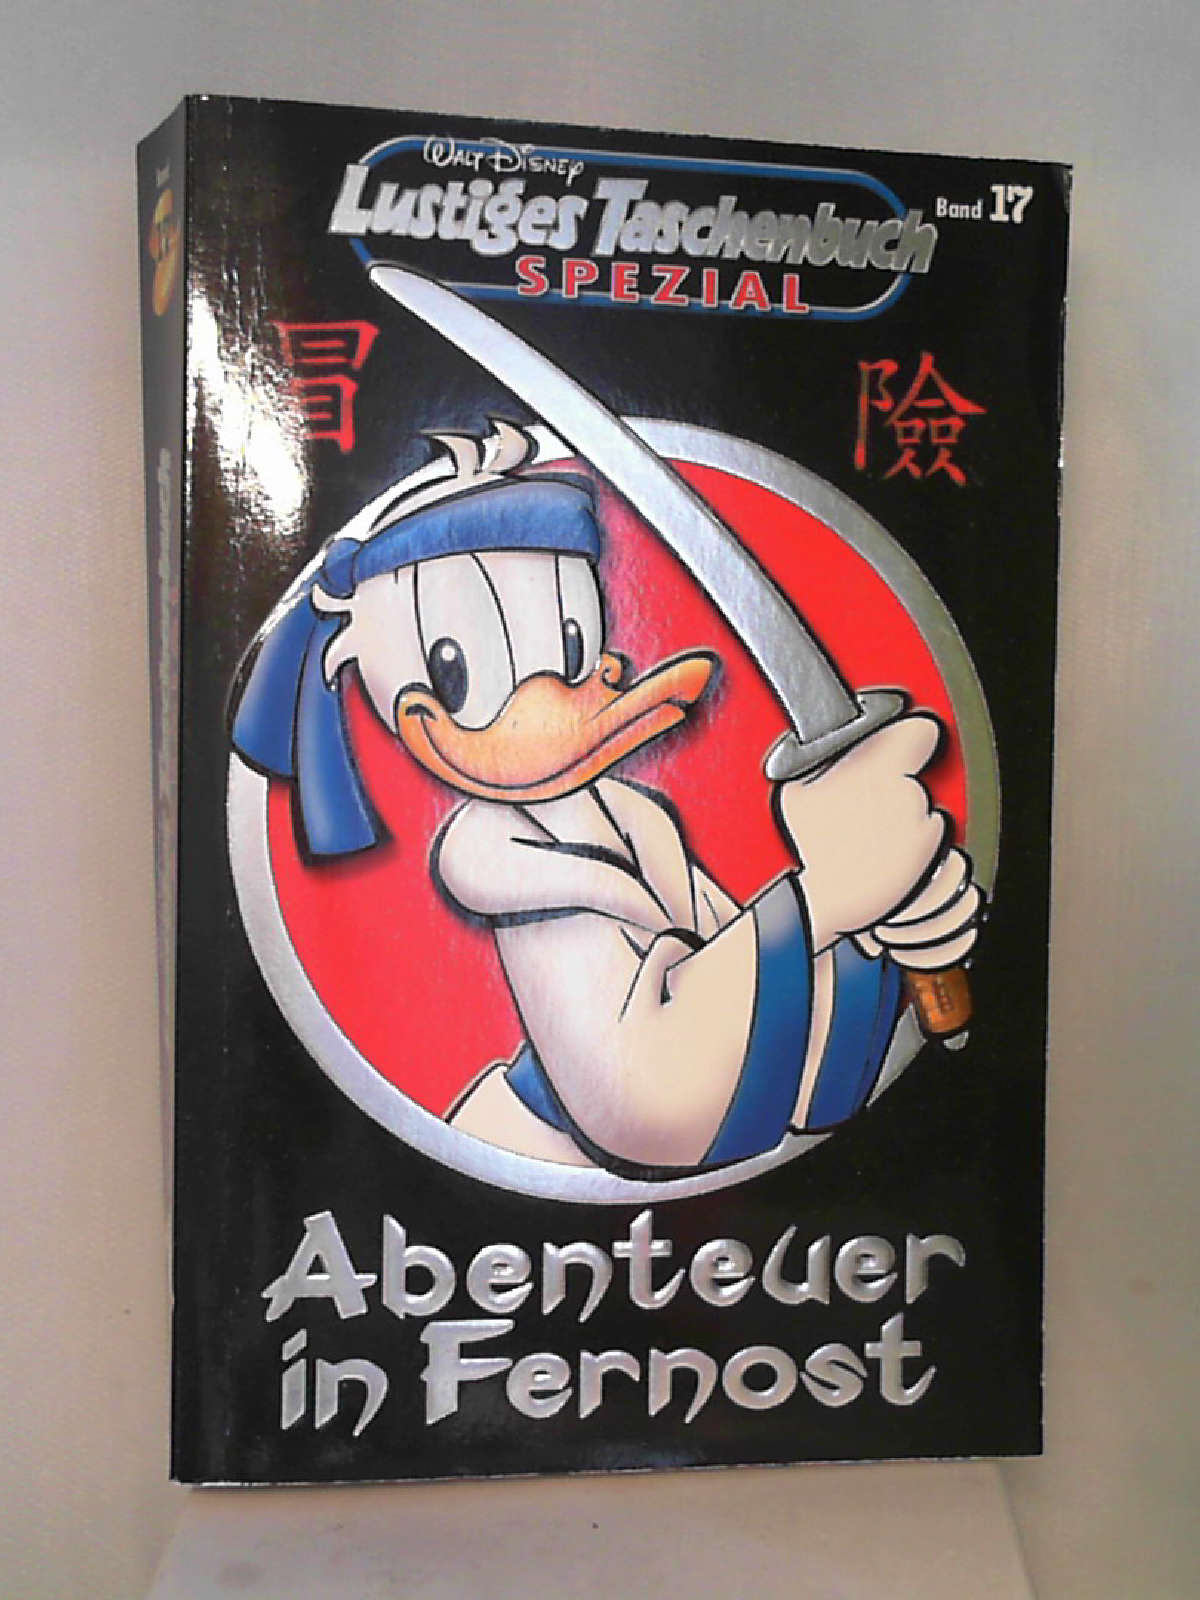 WALT DISNEY
Lustiges Taschenbuch
SPEZIAL
Band 17
冒 險
Abenteuer
in Fernost